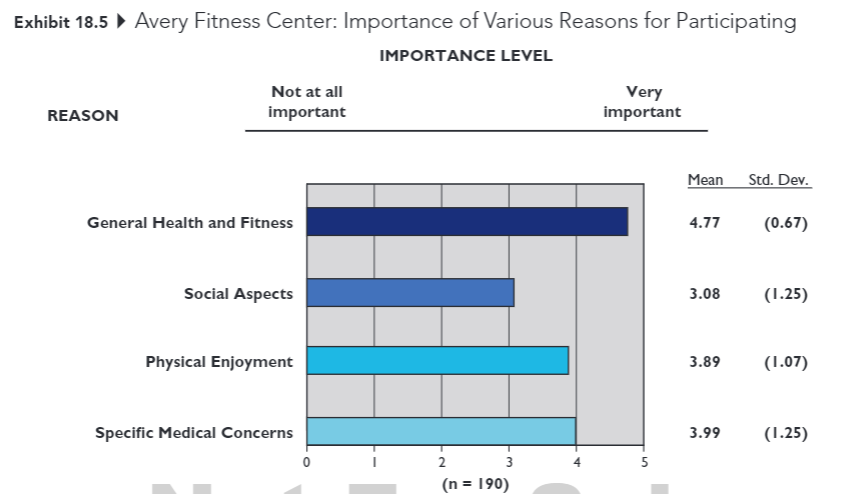 Exhibit 18.5 ▶ Avery Fitness Center: Importance of Various Reasons for Participating
IMPORTANCE LEVEL
Not at all important
Very important
REASON
Mean Std. Dev.
General Health and Fitness 4.77 (0.67)
Social Aspects 3.08 (1.25)
Physical Enjoyment 3.89 (1.07)
Specific Medical Concerns 3.99 (1.25)
0 1 2 3 4 5
(n = 190)